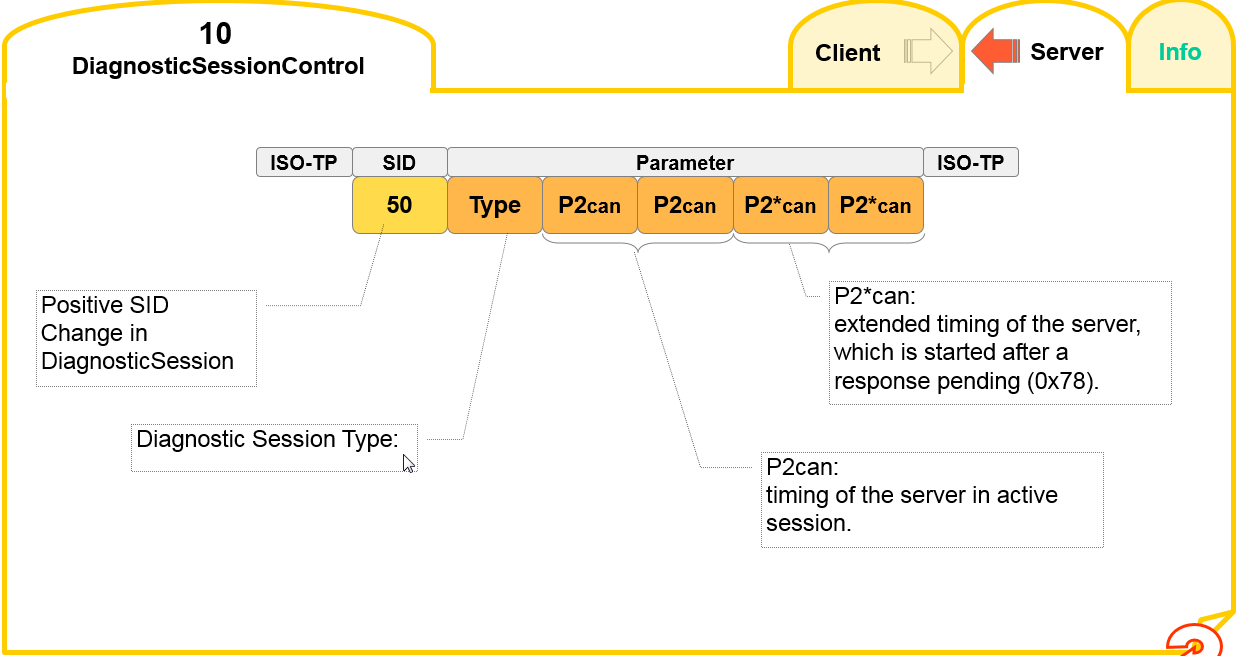 10
DiagnosticSessionControl
Client
Server
Info
ISO-TP SID Parameter ISO-TP
50 Type P2can P2can P2*can P2*can
Positive SID
Change in
DiagnosticSession
P2*can:
extended timing of the server,
which is started after a
response pending (0x78).
Diagnostic Session Type:
P2can:
timing of the server in active
session.